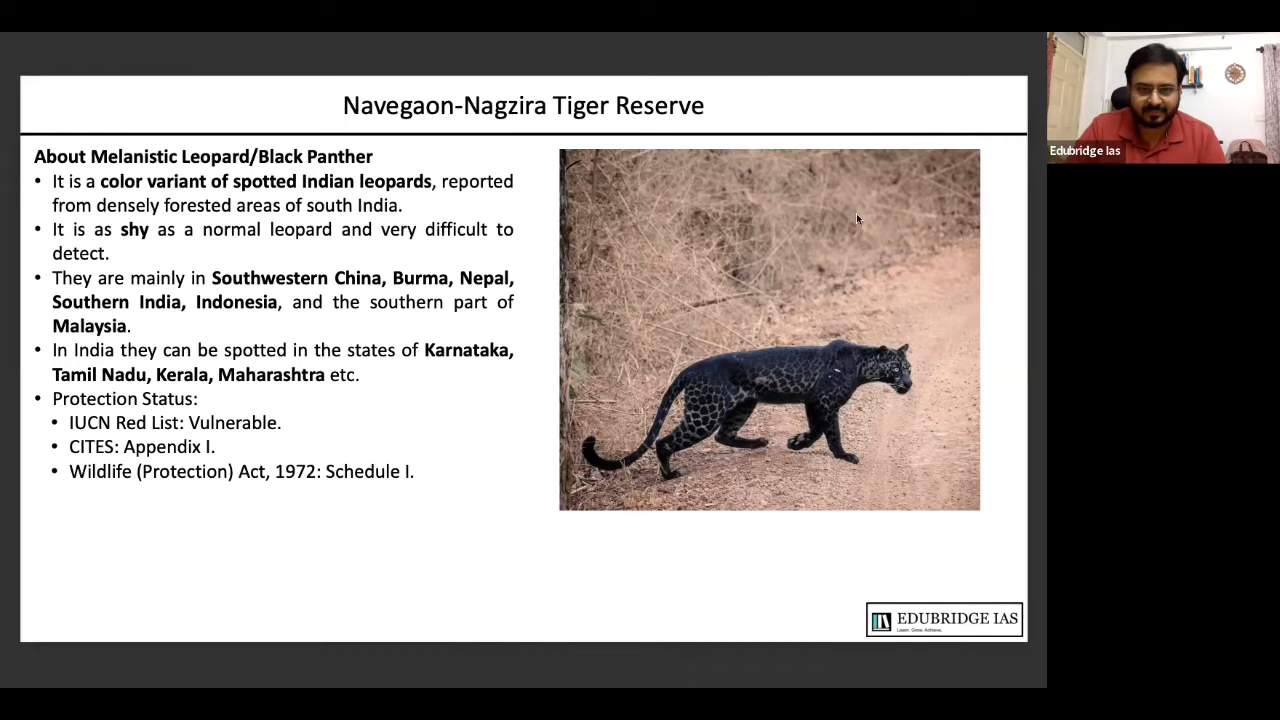 Navegaon-Nagzira Tiger Reserve
About Melanistic Leopard/Black Panther
• It is a color variant of spotted Indian leopards, reported
from densely forested areas of south India.
• It is as shy as a normal leopard and very difficult to
detect.
• They are mainly in Southwestern China, Burma, Nepal,
Southern India, Indonesia, and the southern part of
Malaysia.
• In India they can be spotted in the states of Karnataka,
Tamil Nadu, Kerala, Maharashtra etc.
• Protection Status:
• IUCN Red List: Vulnerable.
• CITES: Appendix I.
• Wildlife (Protection) Act, 1972: Schedule I.
EDUBRIDGE IAS
Learn. Grow. Achieve.
Edubridge Ias